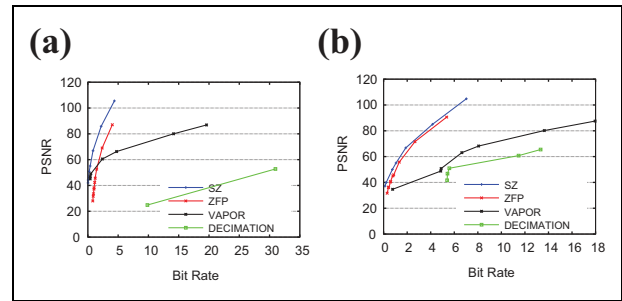 (a)
(b)
PSNR
120
100
80
60
40
20
0
0 5 10 15 20 25 30 35
Bit Rate
SZ
ZFP
VAPOR
DECIMATION
PSNR
120
100
80
60
40
20
0
0 2 4 6 8 10 12 14 16 18
Bit Rate
SZ
ZFP
VAPOR
DECIMATION